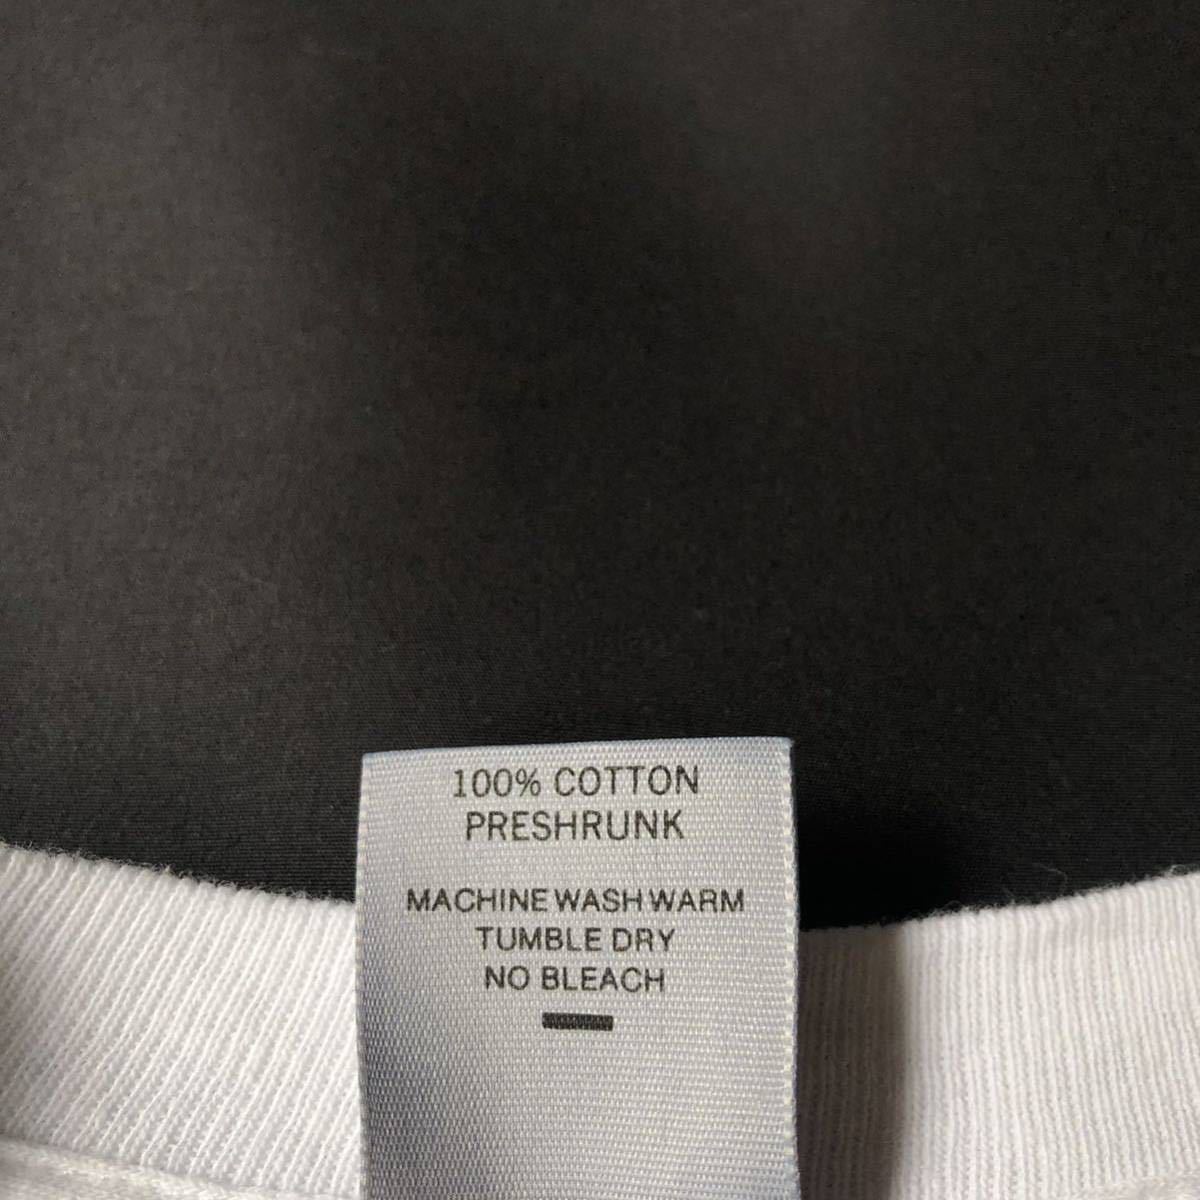 100% COTTON
PRESHRUNK
MACHINE WASH WARM
TUMBLE DRY
NO BLEACH